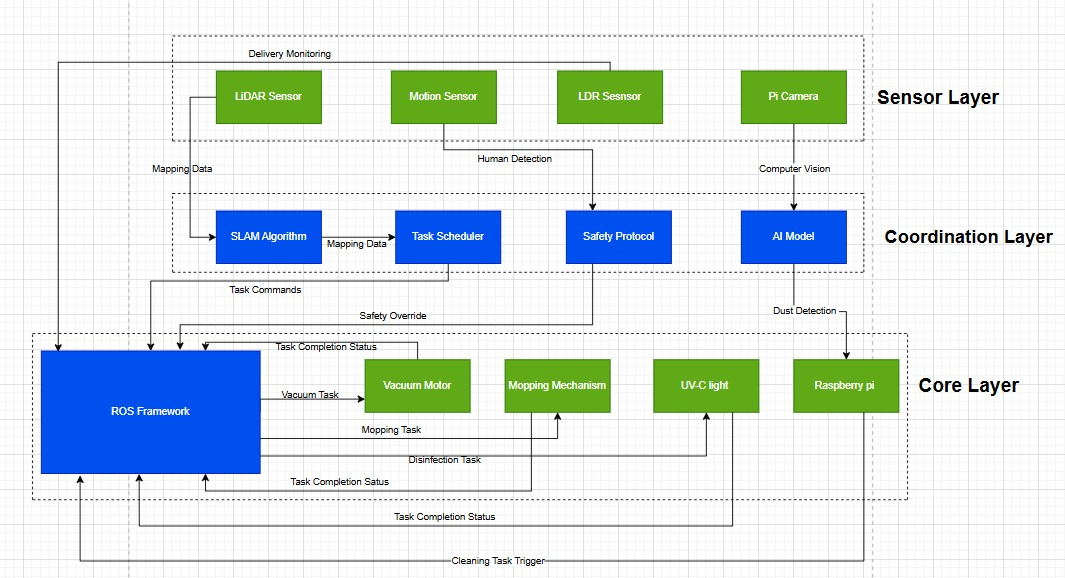 Delivery Monitoring
LiDAR Sensor
Motion Sensor
LDR Sesnsor
Pi Camera
Sensor Layer
Mapping Data
Human Detection
Computer Vision
SLAM Algorithm
Mapping Data
Task Scheduler
Safety Protocol
AI Model
Coordination Layer
Task Commands
Safety Override
Dust Detection
Task Completion Status
ROS Framework
Vacuum Task
Vacuum Motor
Mopping Mechanism
UV-C light
Raspberry pi
Core Layer
Mopping Task
Disinfection Task
Task Completion Satus
Task Completion Status
Cleaning Task Trigger